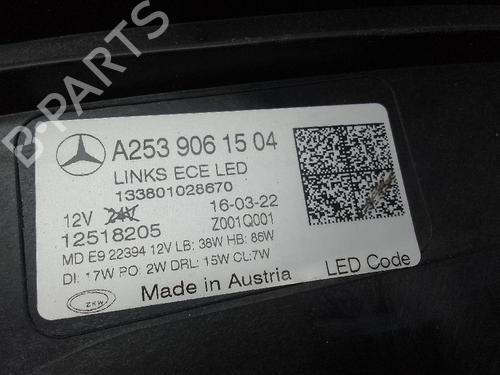 B-PARTS
A253 906 15 04
LINKS ECE LED
133801028670
12V 24V 16-03-22
12518205 Z001Q001
MD E9 22394 12V LB: 38W HB: 86W
DI: 17W PO: 2W DRL: 15W CL:7W
ZKW Made in Austria LED Code